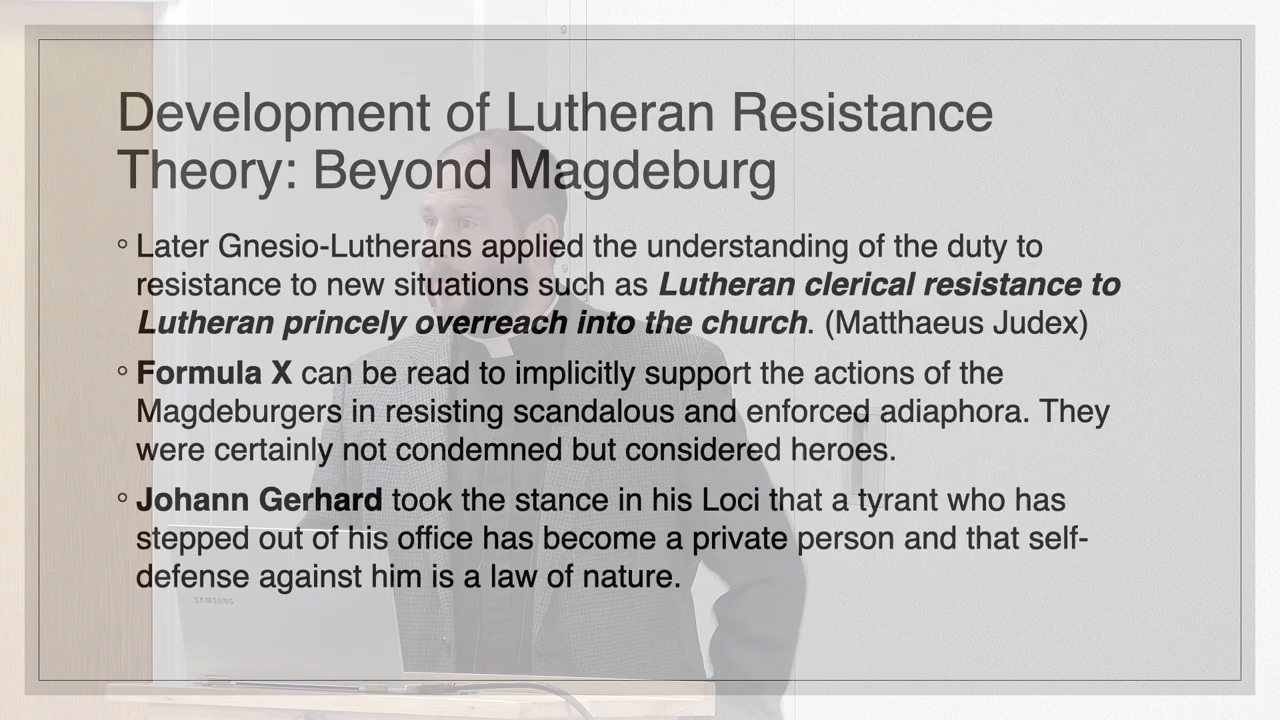 Development of Lutheran Resistance
Theory: Beyond Magdeburg
◦ Later Gnesio-Lutherans applied the understanding of the duty to
resistance to new situations such as Lutheran clerical resistance to
Lutheran princely overreach into the church. (Matthaeus Judex)
◦ Formula X can be read to implicitly support the actions of the
Magdeburgers in resisting scandalous and enforced adiaphora. They
were certainly not condemned but considered heroes.
◦ Johann Gerhard took the stance in his Loci that a tyrant who has
stepped out of his office has become a private person and that self-
defense against him is a law of nature.
SAMSUNG